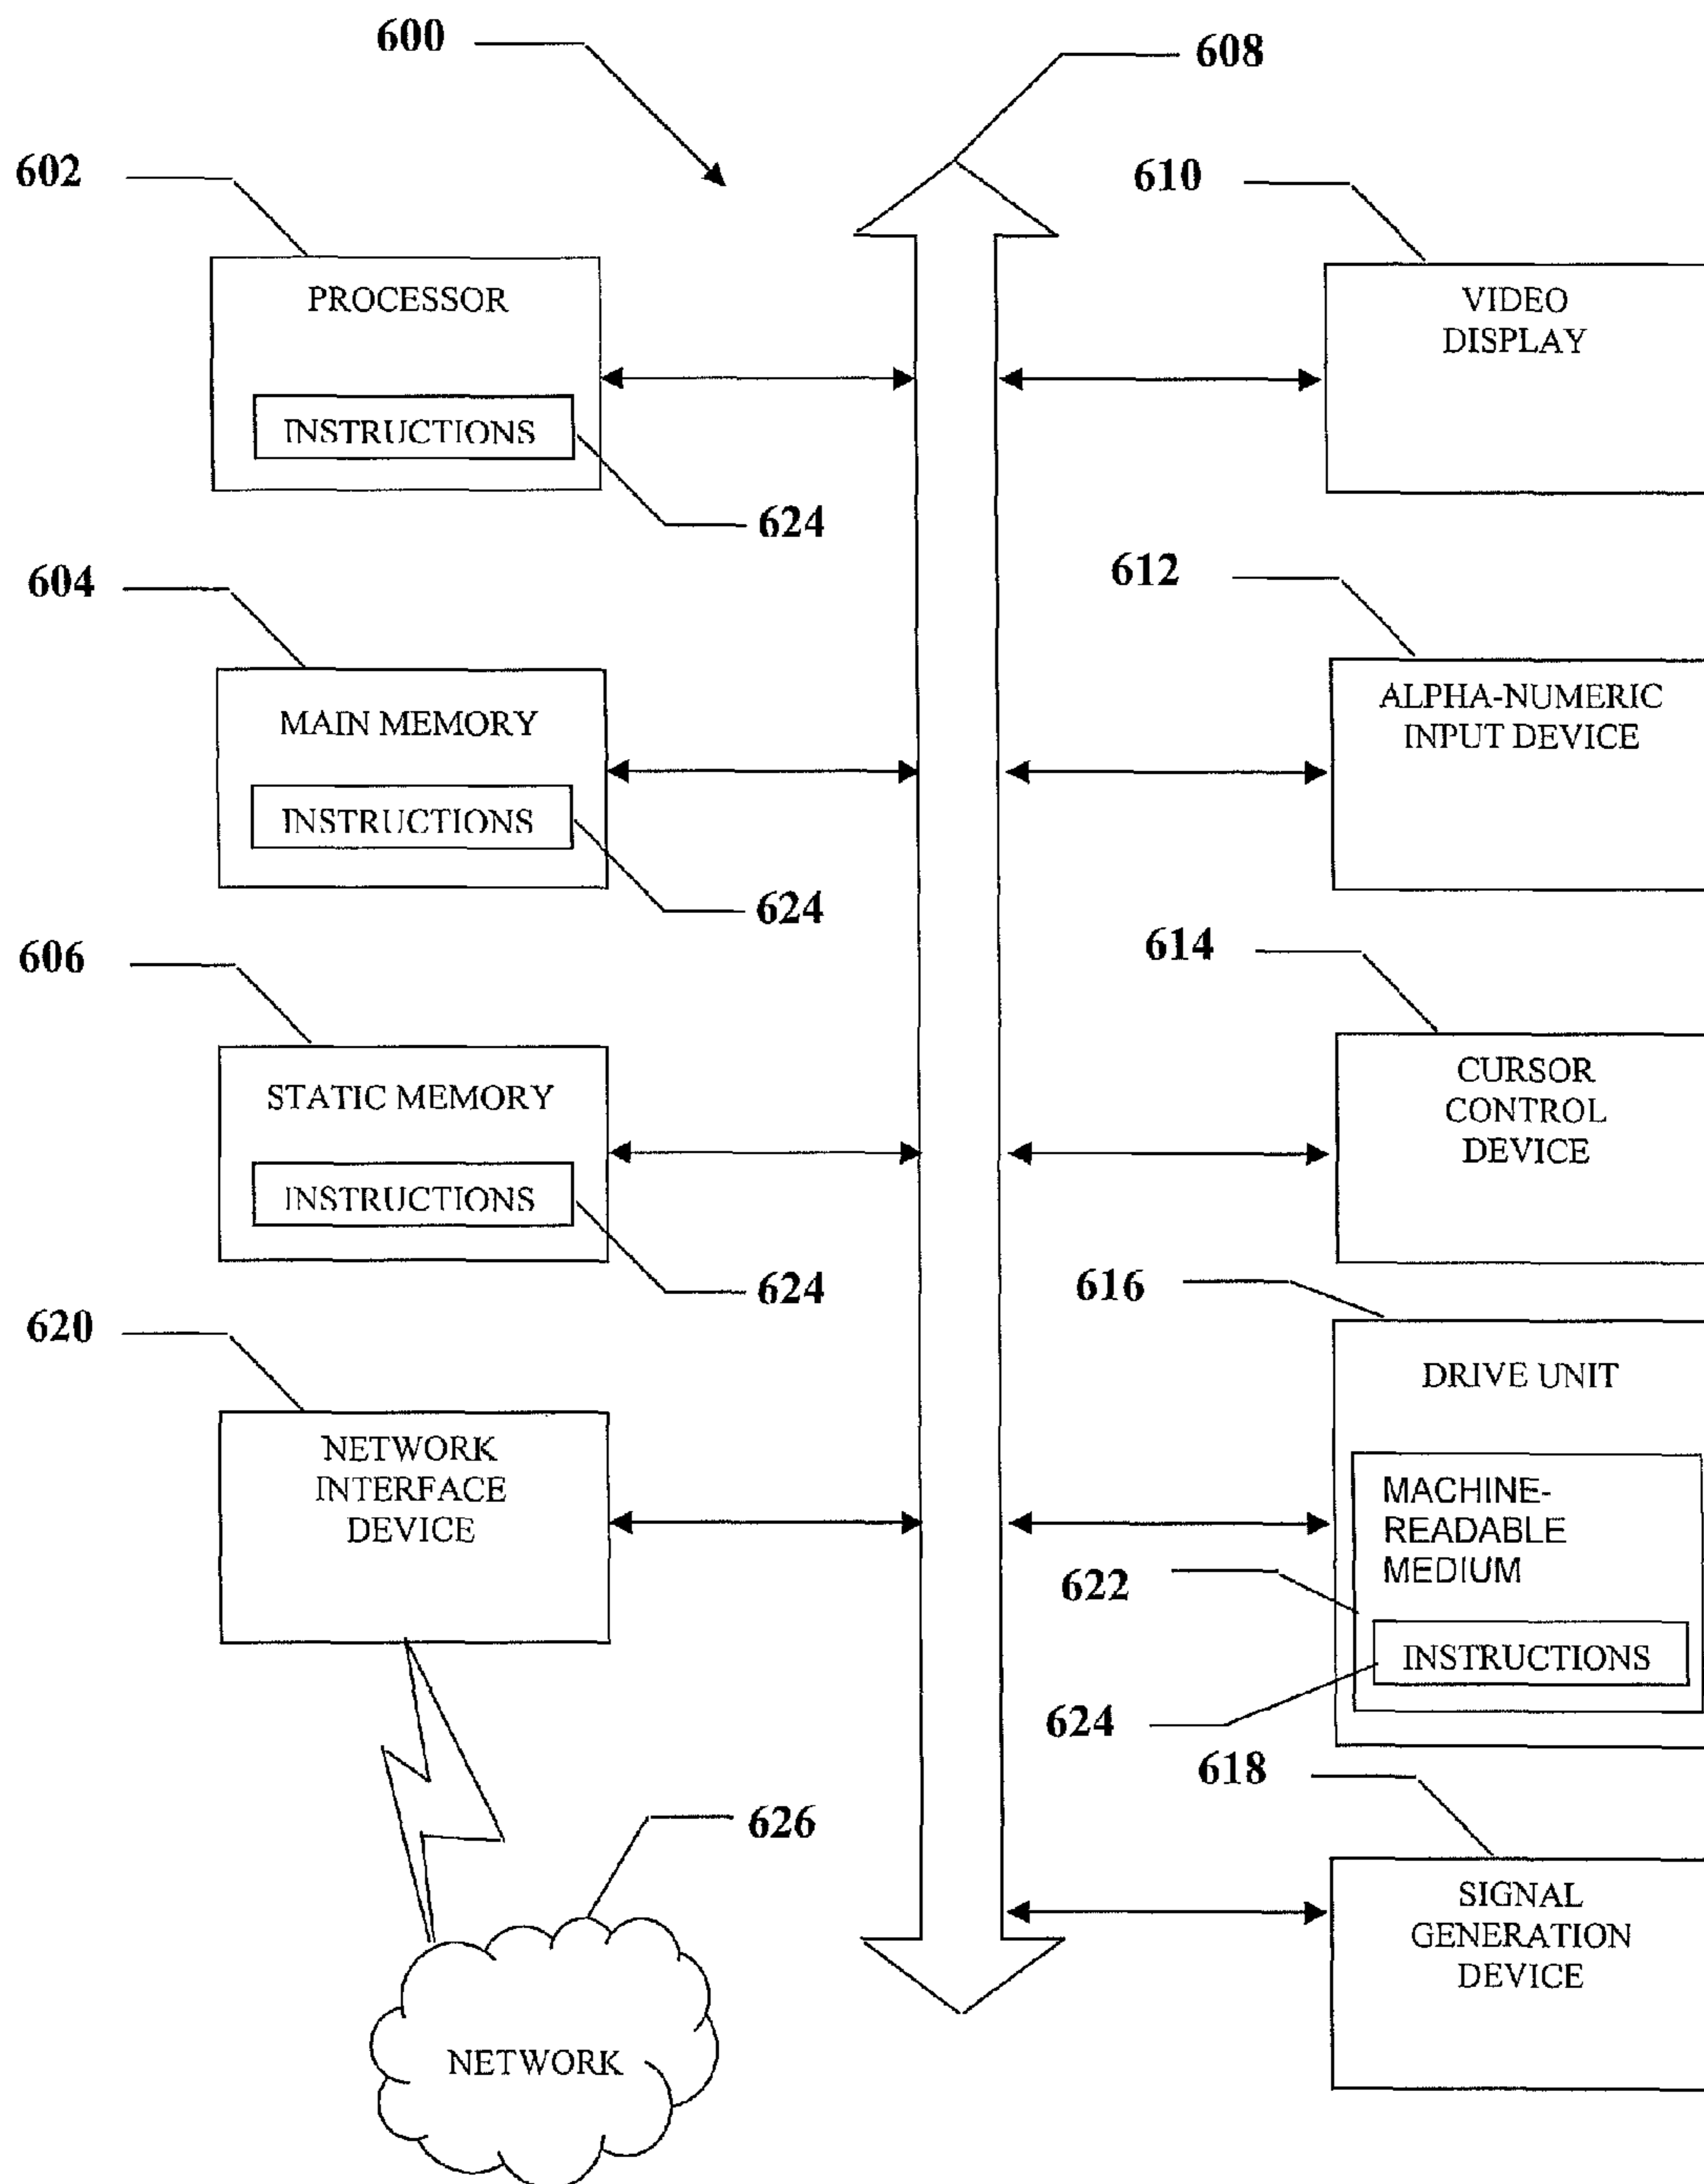 600
608
602
610
PROCESSOR
INSTRUCTIONS
624
VIDEO
DISPLAY
604
612
MAIN MEMORY
INSTRUCTIONS
624
ALPHA-NUMERIC
INPUT DEVICE
606
614
STATIC MEMORY
INSTRUCTIONS
624
CURSOR
CONTROL
DEVICE
620
616
NETWORK
INTERFACE
DEVICE
DRIVE UNIT
MACHINE-
READABLE
MEDIUM
622
INSTRUCTIONS
624
618
626
SIGNAL
GENERATION
DEVICE
NETWORK